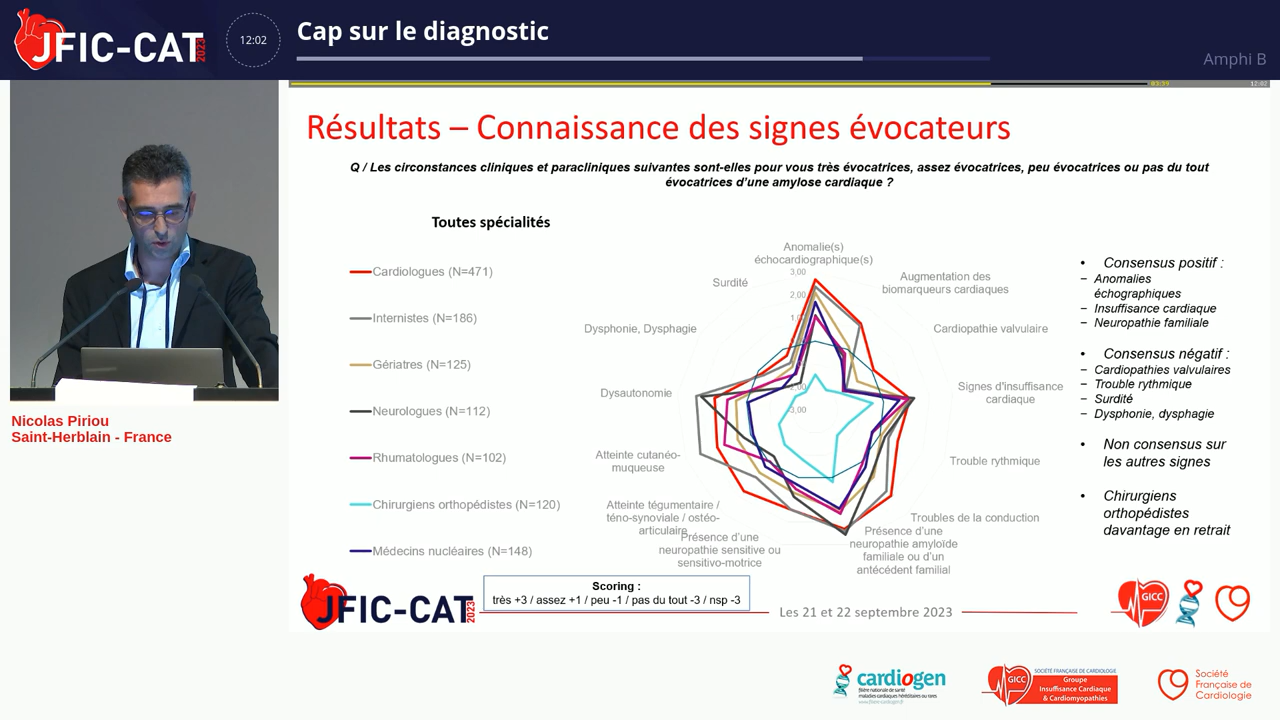 JFIC-CAT
2023
12:02
Cap sur le diagnostic
Amphi B
03:39
12:02
Résultats – Connaissance des signes évocateurs
Q / Les circonstances cliniques et paracliniques suivantes sont-elles pour vous très évocatrices, assez évocatrices, peu évocatrices ou pas du tout
évocatrices d'une amylose cardiaque ?
Toutes spécialités
Cardiologues (N=471)
Internistes (N=186)
Gériatres (N=125)
Neurologues (N=112)
Rhumatologues (N=102)
Chirurgiens orthopédistes (N=120)
Médecins nucléaires (N=148)
Anomalie(s)
échocardiographique(s)
3,00
2,00
Augmentation des
biomarqueurs cardiaques
Cardiopathie valvulaire
Signes d'insuffisance
cardiaque
Trouble rythmique
Troubles de la conduction
Présence d'une
neuropathie amyloïde
familiale ou d'un
antécédent familial
Présence d'une
neuropathie sensitive ou
sensitivo-motrice
Atteinte tégumentaire /
téno-synoviale / ostéo-
articulaire
Atteinte cutanéo-
muqueuse
Dysautonomie
Dysphonie, Dysphagie
Surdité
-3,00
• Consensus positif :
– Anomalies
échographiques
– Insuffisance cardiaque
– Neuropathie familiale
• Consensus négatif :
– Cardiopathies valvulaires
– Trouble rythmique
– Surdité
– Dysphonie, dysphagie
• Non consensus sur
les autres signes
• Chirurgiens
orthopédistes
davantage en retrait
Scoring :
très +3 / assez +1 / peu -1 / pas du tout -3 / nsp -3
JFIC-CAT
2023
Les 21 et 22 septembre 2023
GICC
Nicolas Piriou
Saint-Herblain - France
cardiogen
filière nationale de santé
maladies cardiaques héréditaires ou rares
GICC
SOCIÉTÉ FRANÇAISE DE CARDIOLOGIE
Groupe
Insuffisance Cardiaque
& Cardiomyopathies
Société
Française de
Cardiologie